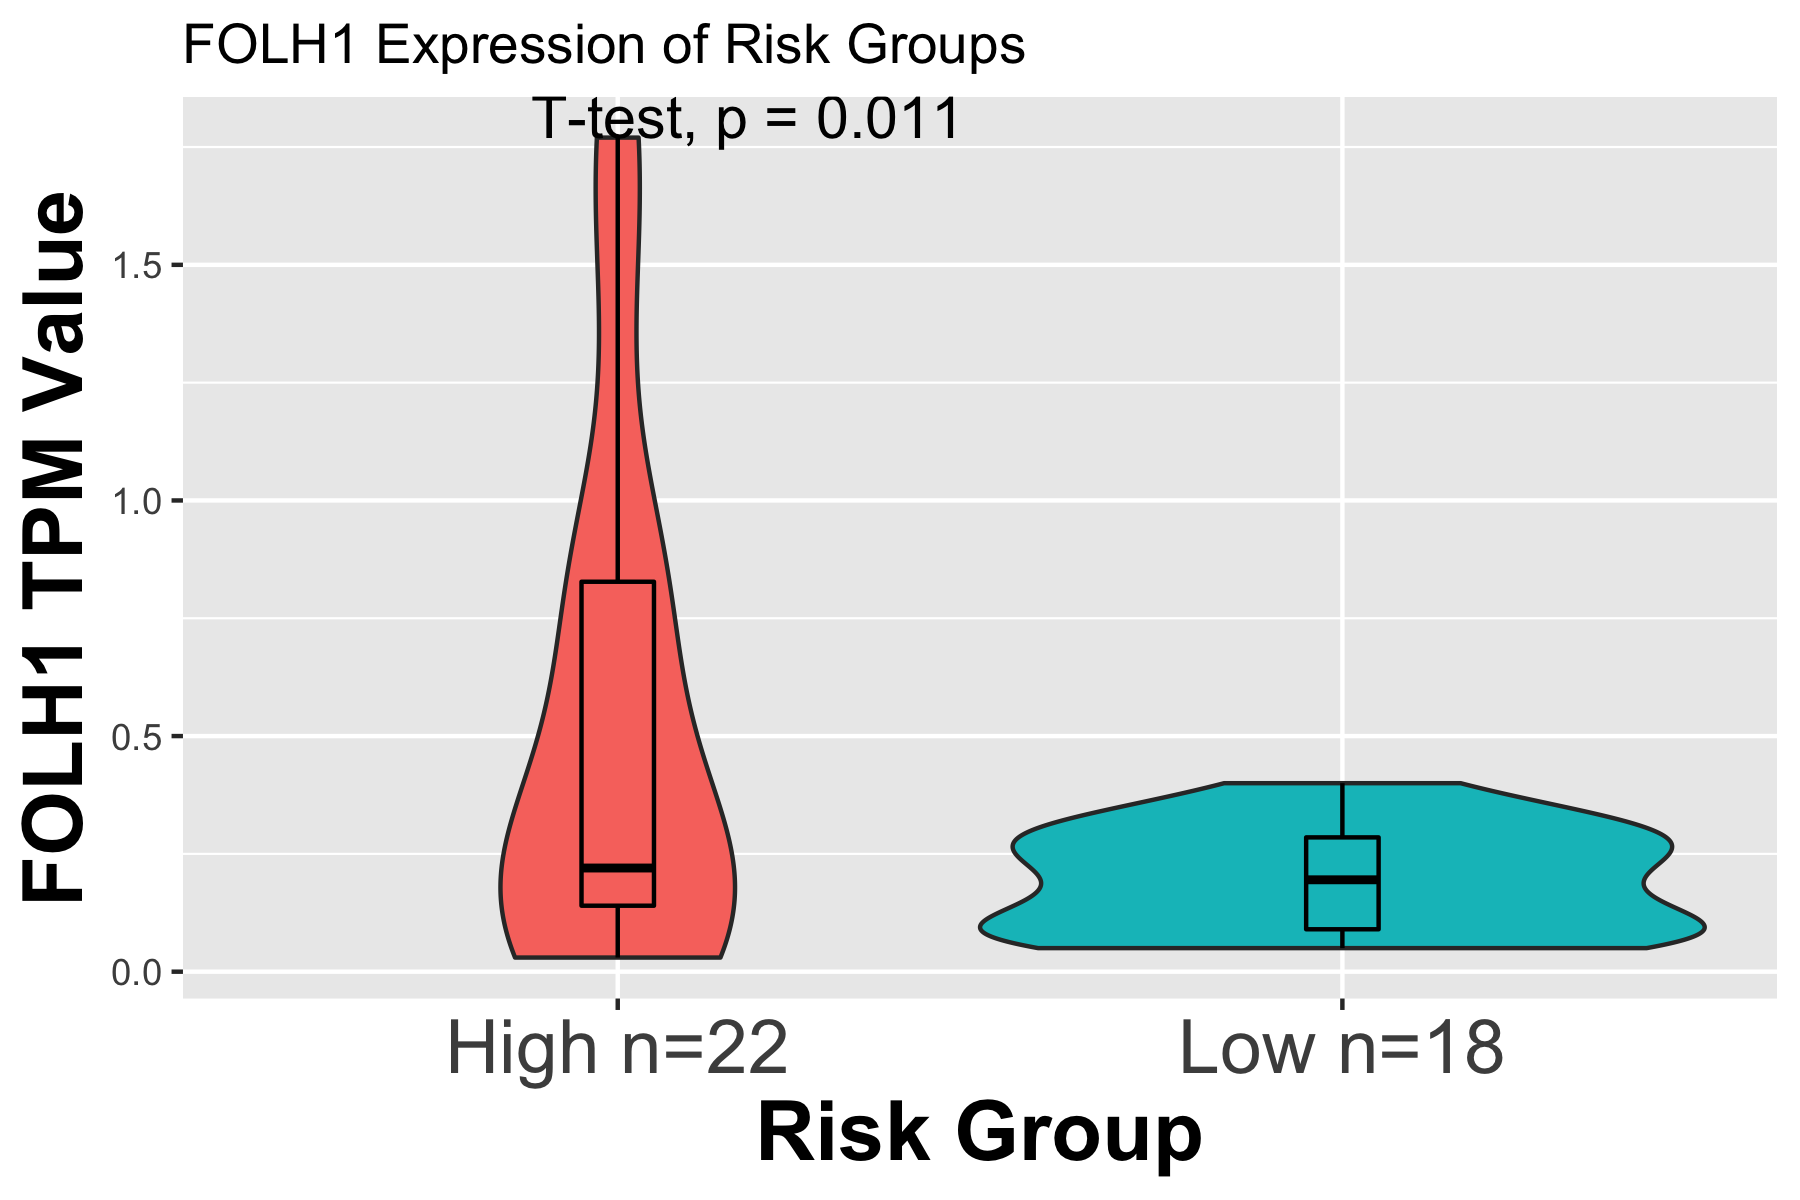 FOLH1 Expression of Risk Groups
T-test, p = 0.011
FOLH1 TPM Value
1.5
1.0
0.5
0.0
High n=22
Low n=18
Risk Group